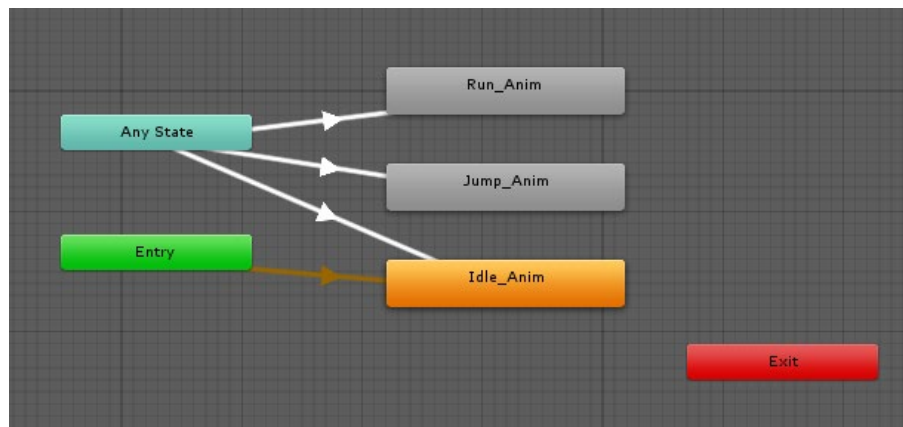 Run_Anim
Any State
Jump_Anim
Entry
Idle_Anim
Exit